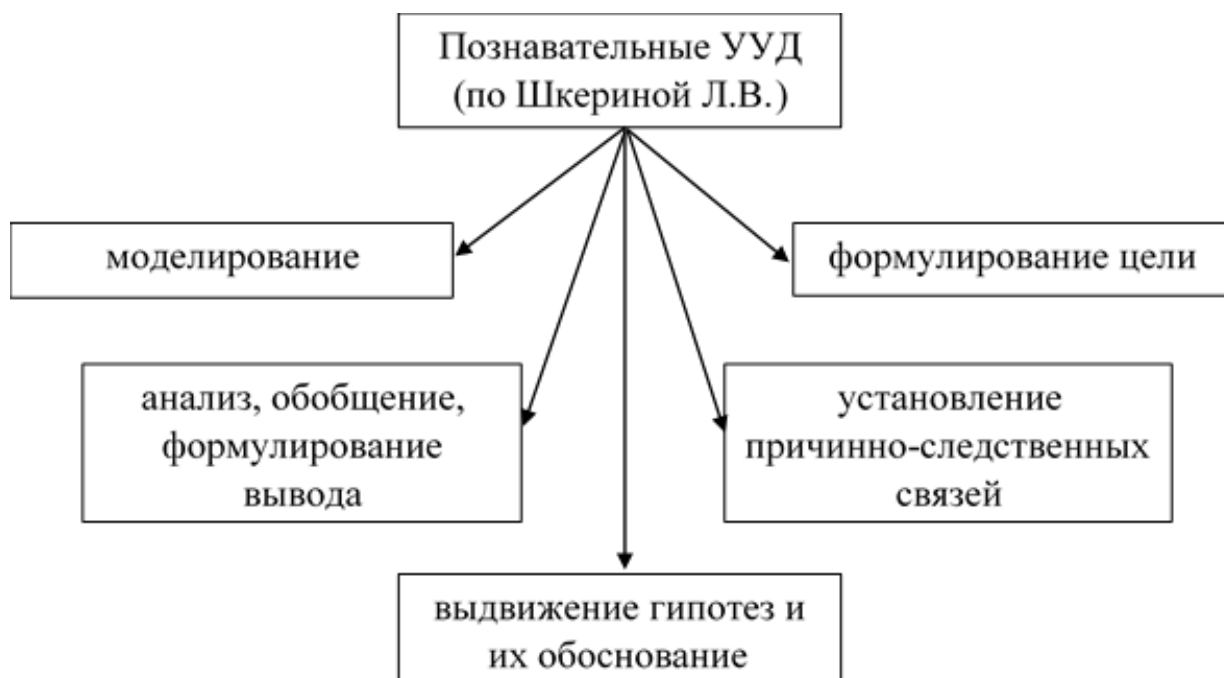 Познавательные УУД
(по Шкериной Л.В.)
моделирование
формулирование цели
анализ, обобщение,
формулирование
вывода
установление
причинно-следственных
связей
выдвижение гипотез и
их обоснование